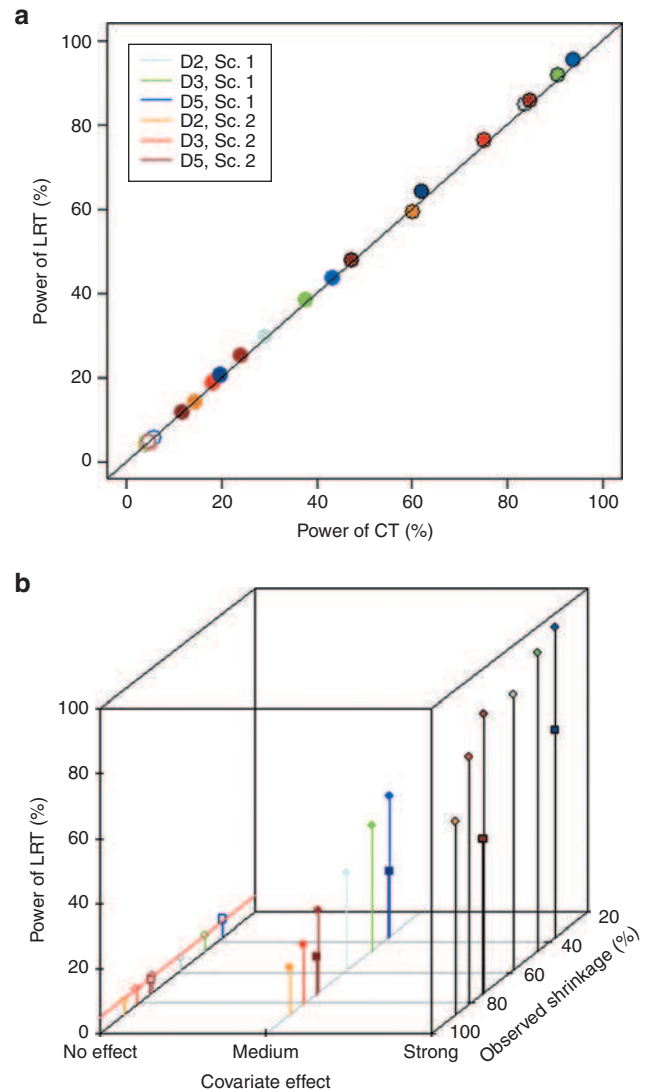 a
100
80
60
40
20
0
Power of LRT (%)
D2, Sc. 1
D3, Sc. 1
D5, Sc. 1
D2, Sc. 2
D3, Sc. 2
D5, Sc. 2
0 20 40 60 80 100
Power of CT (%)
b
100
80
60
40
20
0
Power of LRT (%)
20
40
60
80
100
Observed shrinkage (%)
No effect Medium Strong
Covariate effect